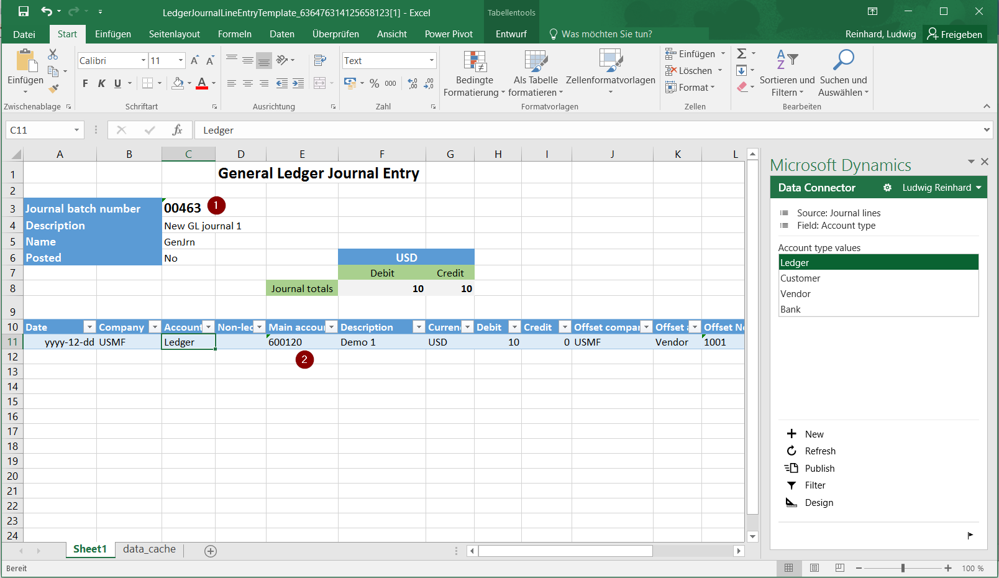 LedgerJournalLineEntryTemplate_636476314125658123[1] - Excel
Tabellentools
Datei Start Einfügen Seitenlayout Formeln Daten Überprüfen Ansicht Power Pivot Entwurf Was möchten Sie tun? Reinhard, Ludwig Freigeben
Einfügen
Calibri 11
F K U
Text
% 000
Bedingte Formatierung
Als Tabelle formatieren
Zellenformatvorlagen
Einfügen
Löschen
Format
Sortieren und Filtern
Suchen und Auswählen
Zwischenablage Schriftart Ausrichtung Zahl Formatvorlagen Zellen Bearbeiten
C11 fx Ledger
A B C D E F G H I J K L
1 General Ledger Journal Entry
2
3 Journal batch number 00463 1
4 Description New GL journal 1
5 Name GenJrn
6 Posted No USD
7 Debit Credit
8 Journal totals 10 10
9
10 Date Company Account Non-lec Main accour Description Curren Debit Credit Offset compar Offset a Offset No
11 yyyy-12-dd USMF Ledger 600120 Demo 1 USD 10 0 USMF Vendor 1001
12 2
13
14
15
16
17
18
19
20
21
22
23
24
Microsoft Dynamics
Data Connector Ludwig Reinhard
Source: Journal lines
Field: Account type
Account type values
Ledger
Customer
Vendor
Bank
New
Refresh
Publish
Filter
Design
Sheet1 data_cache
Bereit 100 %